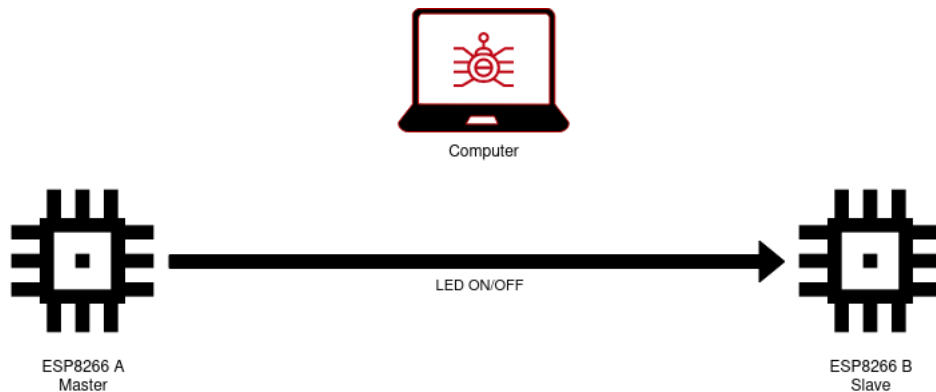 Computer
LED ON/OFF
ESP8266 A
Master
ESP8266 B
Slave